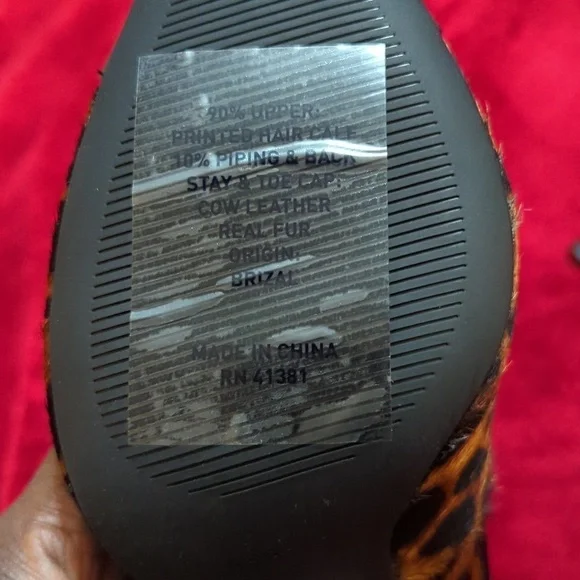 90% UPPER:
PRINTED HAIR CALF
10% PIPING & BACK
STAY & TOE CAP:
COW LEATHER
REAL FUR
ORIGIN:
BRIZAL
MADE IN CHINA
RN 41381